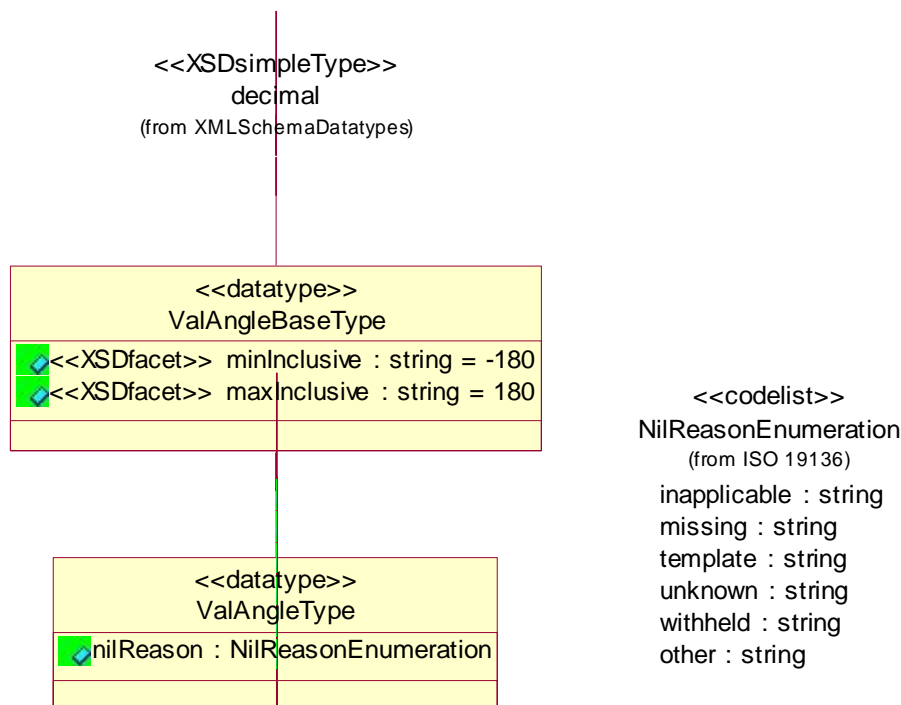 <<XSDsimpleType>>
decimal
(from XMLSchemaDatatypes)
<<datatype>>
ValAngleBaseType
<<XSDfacet>> minInclusive : string = -180
<<XSDfacet>> maxInclusive : string = 180
<<datatype>>
ValAngleType
nilReason : NilReasonEnumeration
<<codelist>>
NilReasonEnumeration
(from ISO 19136)
inapplicable : string
missing : string
template : string
unknown : string
withheld : string
other : string